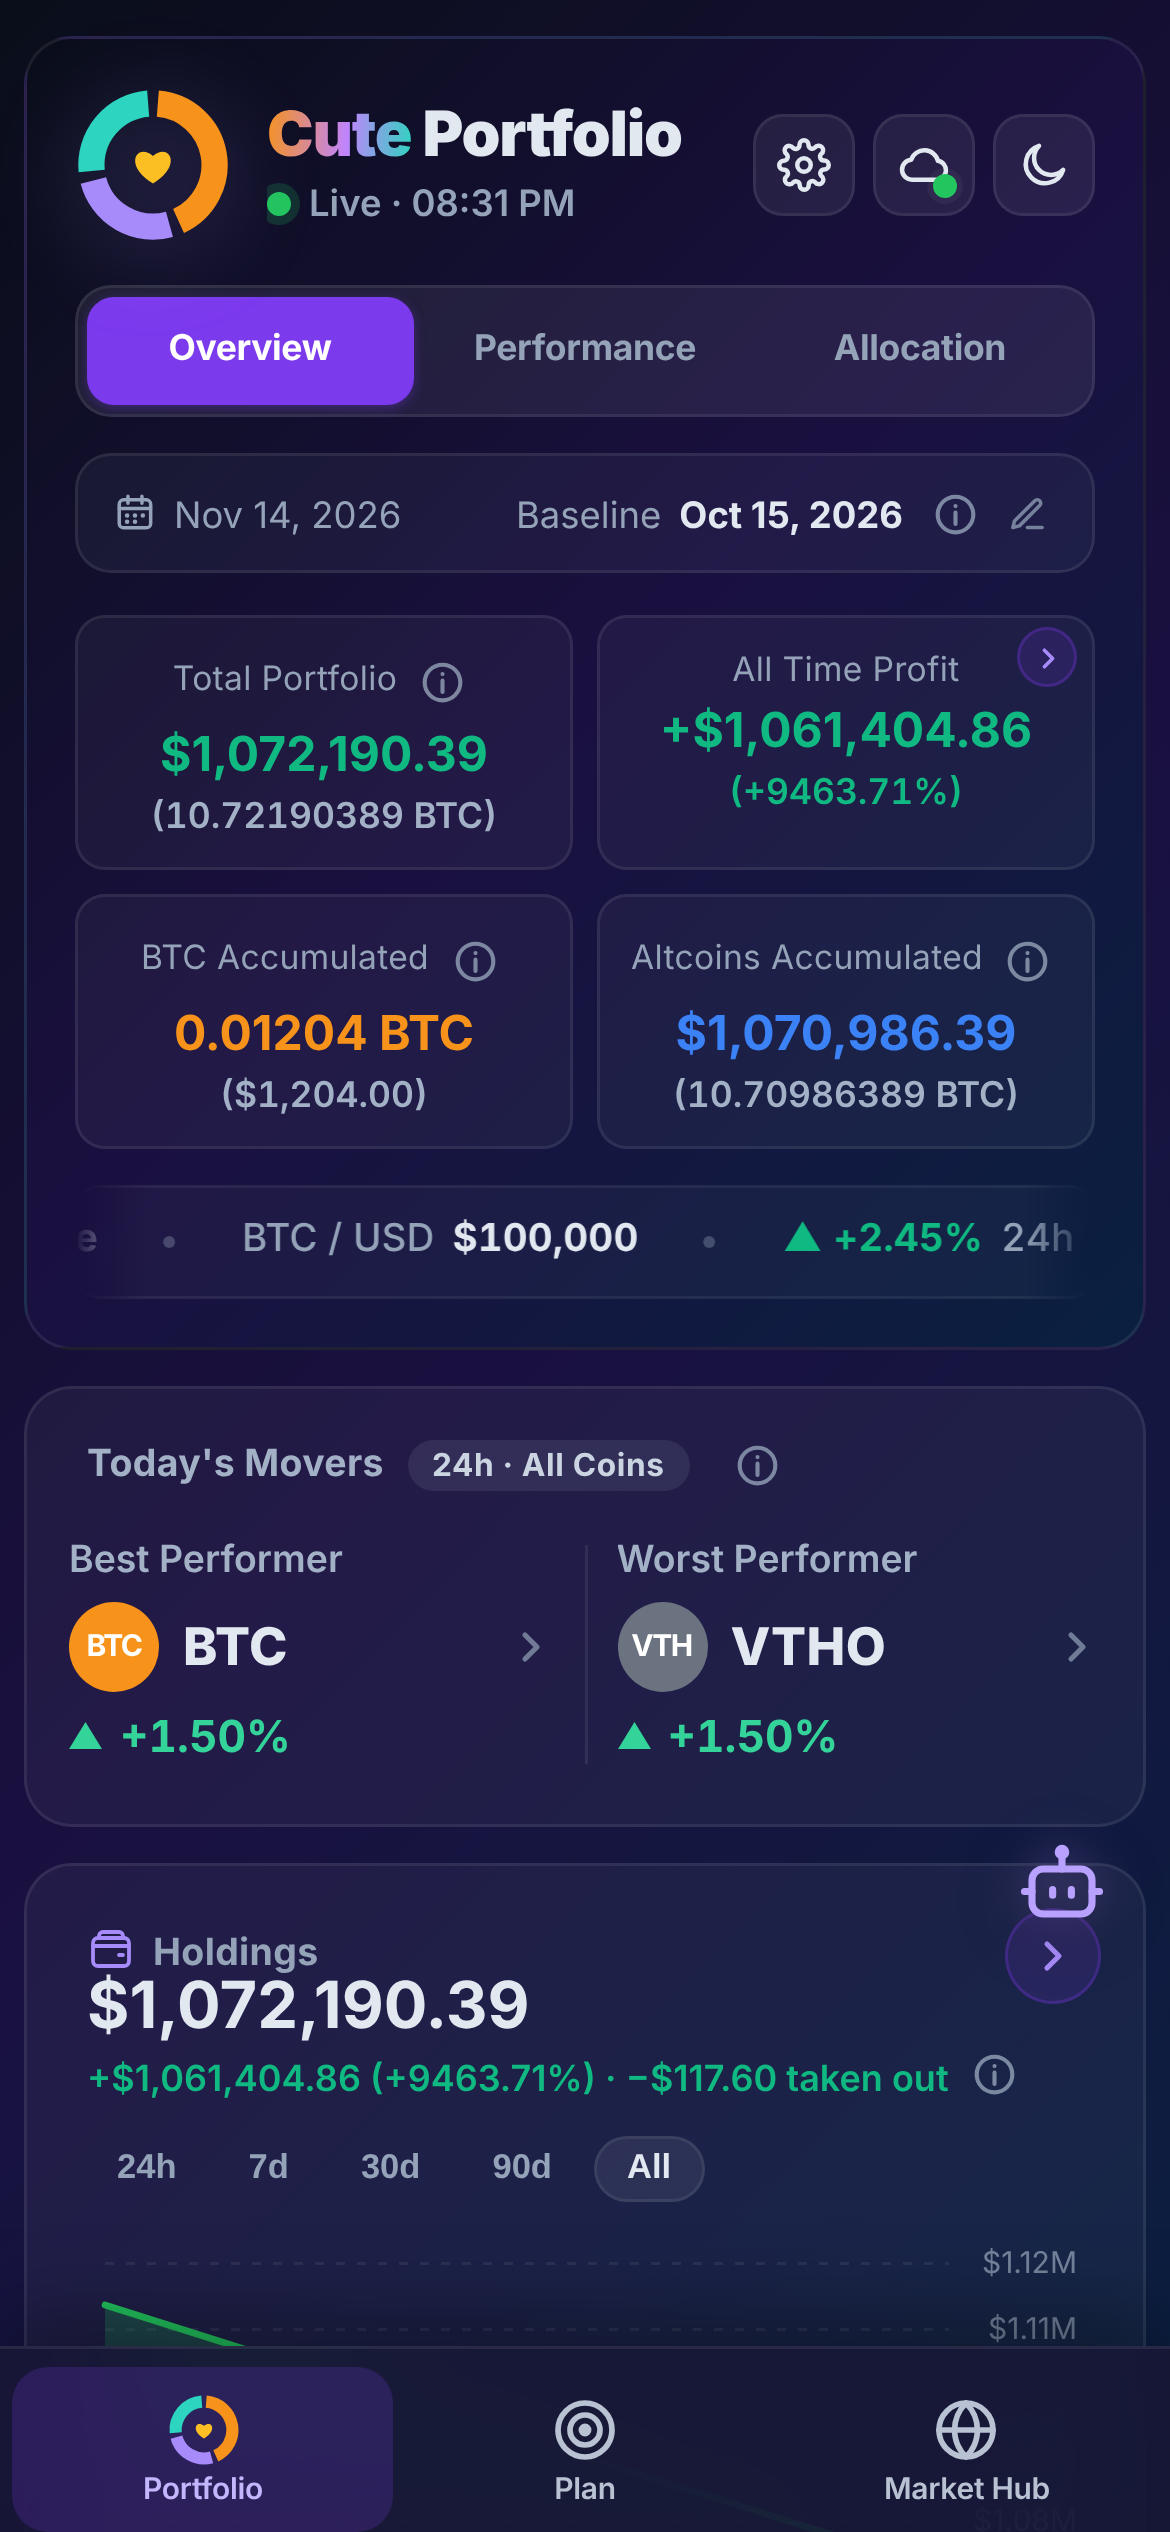 Cute Portfolio
Live · 08:31 PM
Overview
Performance
Allocation
Nov 14, 2026
Baseline Oct 15, 2026
Total Portfolio
$1,072,190.39
(10.72190389 BTC)
All Time Profit
+$1,061,404.86
(+9463.71%)
BTC Accumulated
0.01204 BTC
($1,204.00)
Altcoins Accumulated
$1,070,986.39
(10.70986389 BTC)
e • BTC / USD $100,000 • ▲ +2.45% 24h
Today's Movers
24h · All Coins
Best Performer
BTC
BTC
▲ +1.50%
Worst Performer
VTH
VTHO
▲ +1.50%
Holdings
$1,072,190.39
+$1,061,404.86 (+9463.71%) · −$117.60 taken out
24h
7d
30d
90d
All
$1.12M
$1.11M
$1.08M
Portfolio
Plan
Market Hub